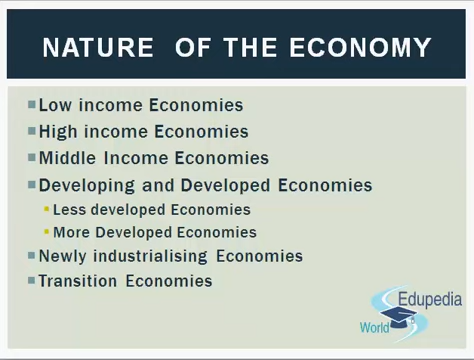 NATURE OF THE ECONOMY
Low income Economies
High income Economies
Middle Income Economies
Developing and Developed Economies
Less developed Economies
More Developed Economies
Newly industrialising Economies
Transition Economies
Edupedia
World